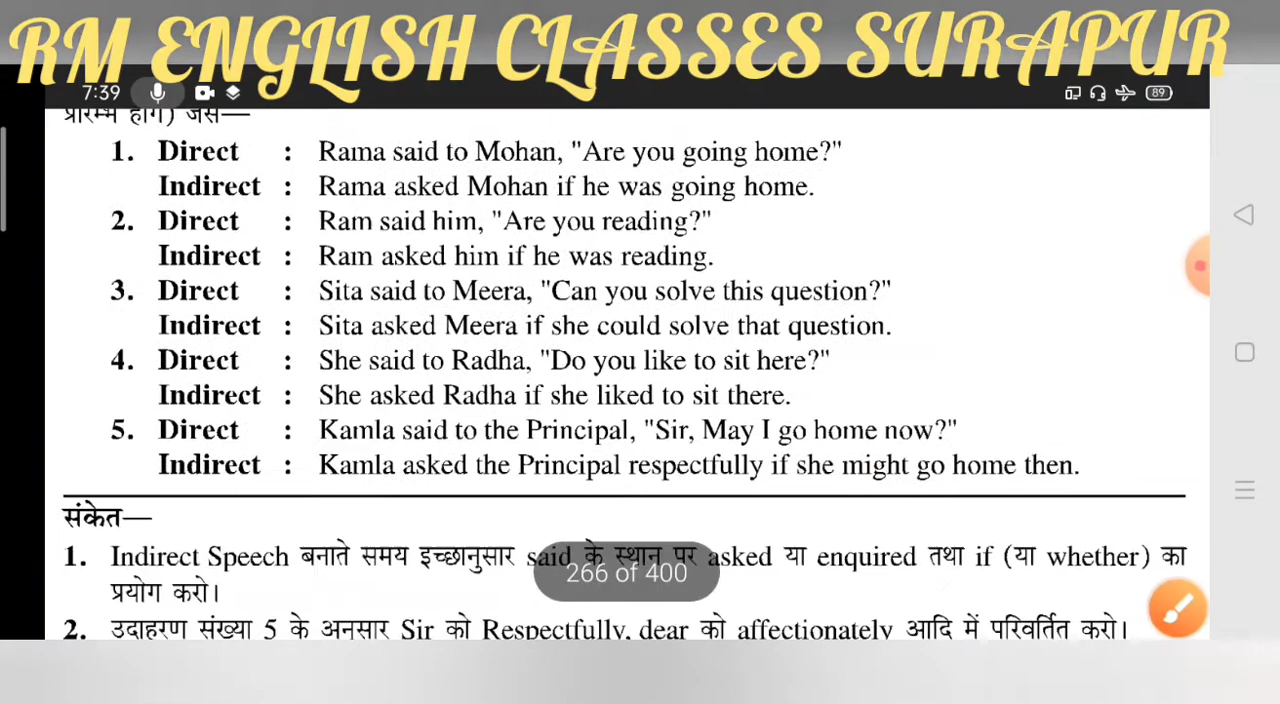 RM ENGLISH CLASSES SURAPUR
7:39
89
प्रारम्भ होंगे) जैसे—
1. Direct : Rama said to Mohan, "Are you going home?"
Indirect : Rama asked Mohan if he was going home.
2. Direct : Ram said him, "Are you reading?"
Indirect : Ram asked him if he was reading.
3. Direct : Sita said to Meera, "Can you solve this question?"
Indirect : Sita asked Meera if she could solve that question.
4. Direct : She said to Radha, "Do you like to sit here?"
Indirect : She asked Radha if she liked to sit there.
5. Direct : Kamla said to the Principal, "Sir, May I go home now?"
Indirect : Kamla asked the Principal respectfully if she might go home then.
संकेत—
1. Indirect Speech बनाते समय इच्छानुसार said के स्थान पर asked या enquired तथा if (या whether) का
266 of 400
प्रयोग करो।
2. उदाहरण संख्या 5 के अनुसार Sir को Respectfully, dear को affectionately आदि में परिवर्तित करो।